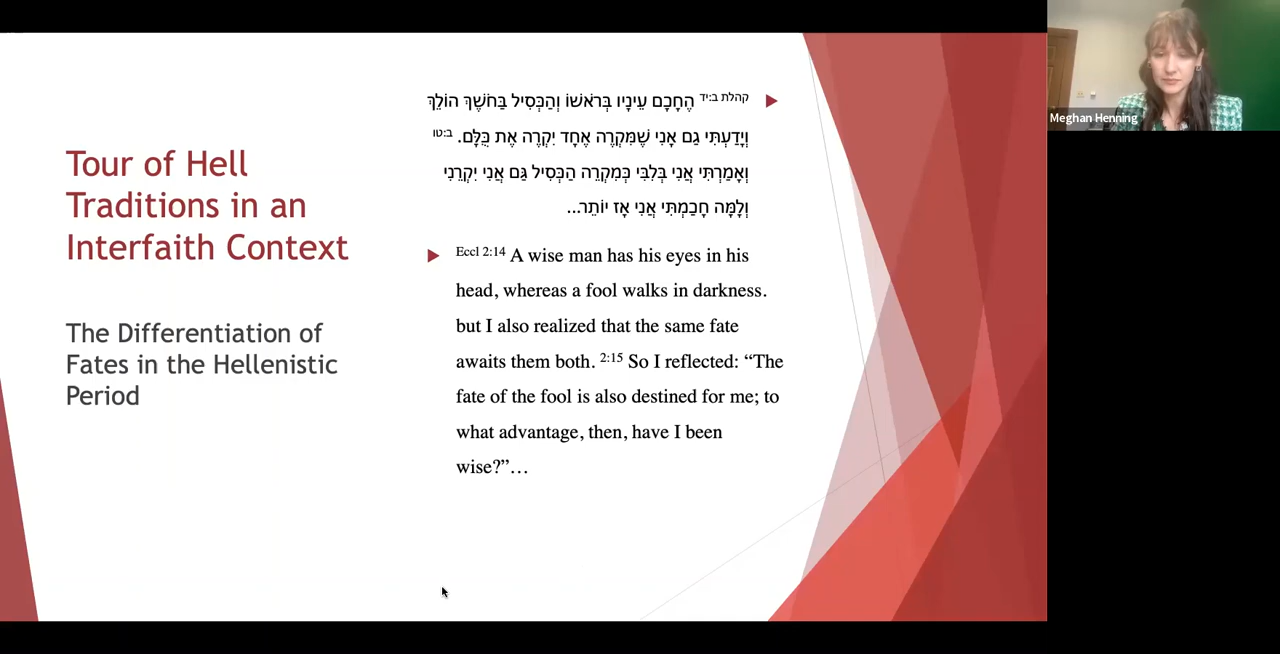 Tour of Hell
Traditions in an
Interfaith Context
The Differentiation of
Fates in the Hellenistic
Period
קהלת ב:יד הֶחָכָם עֵינָיו בְּרֹאשׁוֹ וְהַכְּסִיל בַּחֹשֶׁךְ הוֹלֵךְ
וְיָדַעְתִּי גַם אָנִי שֶׁמִּקְרֶה אֶחָד יִקְרֶה אֶת כֻּלָּם. ב:טו
וְאָמַרְתִּי אֲנִי בְּלִבִּי כְּמִקְרֵה הַכְּסִיל גַּם אֲנִי יִקְרֵנִי
וְלָמָּה חָכַמְתִּי אֲנִי אָז יוֹתֵר...
Eccl 2:14 A wise man has his eyes in his
head, whereas a fool walks in darkness.
but I also realized that the same fate
awaits them both. 2:15 So I reflected: “The
fate of the fool is also destined for me; to
what advantage, then, have I been
wise?”…
Meghan Henning